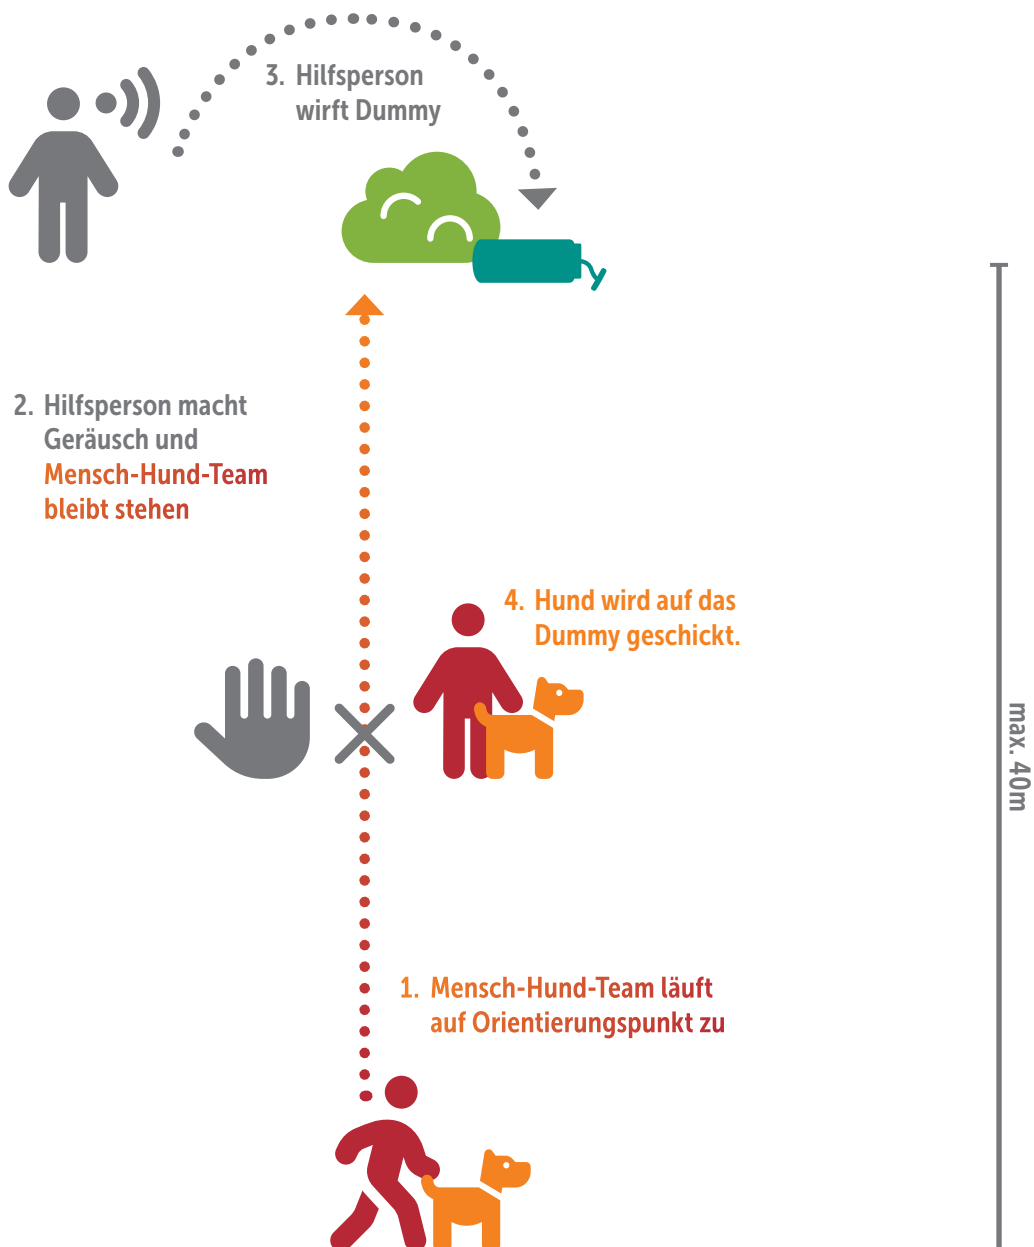 3. Hilfsperson
wirft Dummy
2. Hilfsperson macht
Geräusch und
Mensch-Hund-Team
bleibt stehen
4. Hund wird auf das
Dummy geschickt.
max. 40m
1. Mensch-Hund-Team läuft
auf Orientierungspunkt zu